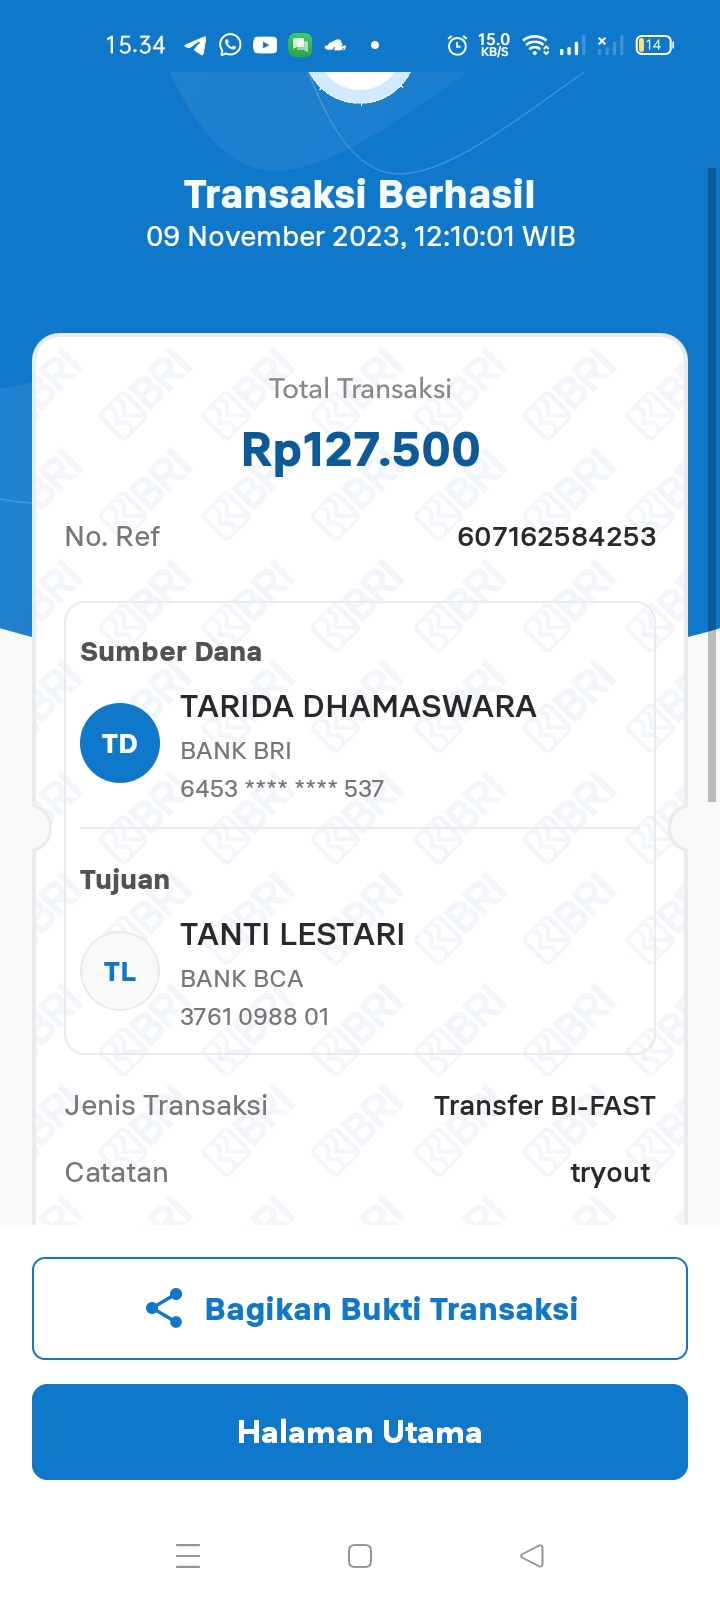 15.34
15.0
KB/S
14
Transaksi Berhasil
09 November 2023, 12:10:01 WIB
Total Transaksi
Rp127.500
No. Ref 607162584253
Sumber Dana
TD
TARIDA DHAMASWARA
BANK BRI
6453 **** **** 537
Tujuan
TL
TANTI LESTARI
BANK BCA
3761 0988 01
Jenis Transaksi Transfer BI-FAST
Catatan tryout
Bagikan Bukti Transaksi
Halaman Utama